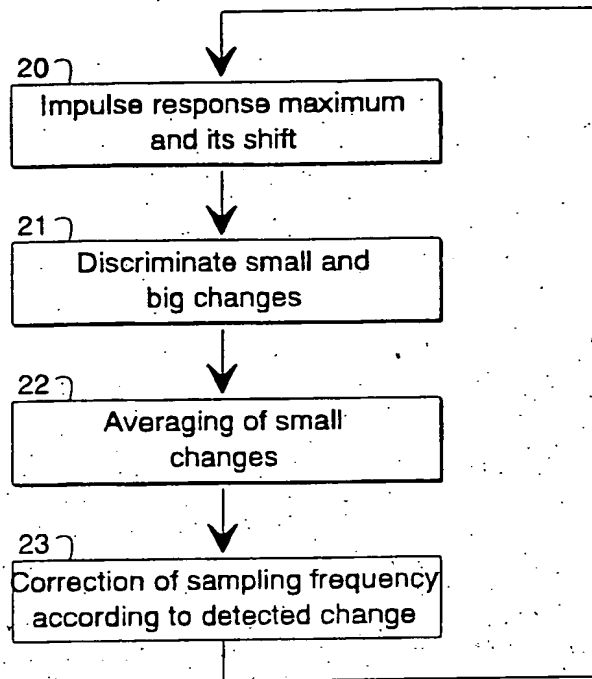 20
Impulse response maximum
and its shift
21
Discriminate small and
big changes
22
Averaging of small
changes
23
Correction of sampling frequency
according to detected change